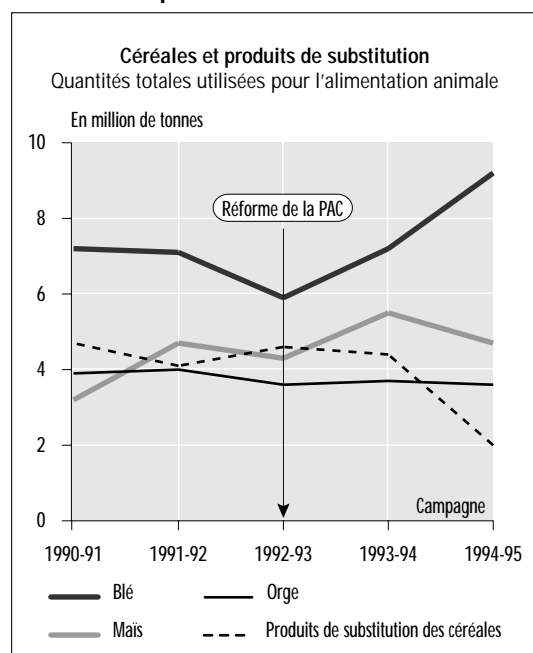 Céréales et produits de substitution
Quantités totales utilisées pour l'alimentation animale
En million de tonnes
10
8
Réforme de la PAC
6
4
2
Campagne
0
1990-91 1991-92 1992-93 1993-94 1994-95
Blé Orge
Maïs Produits de substitution des céréales